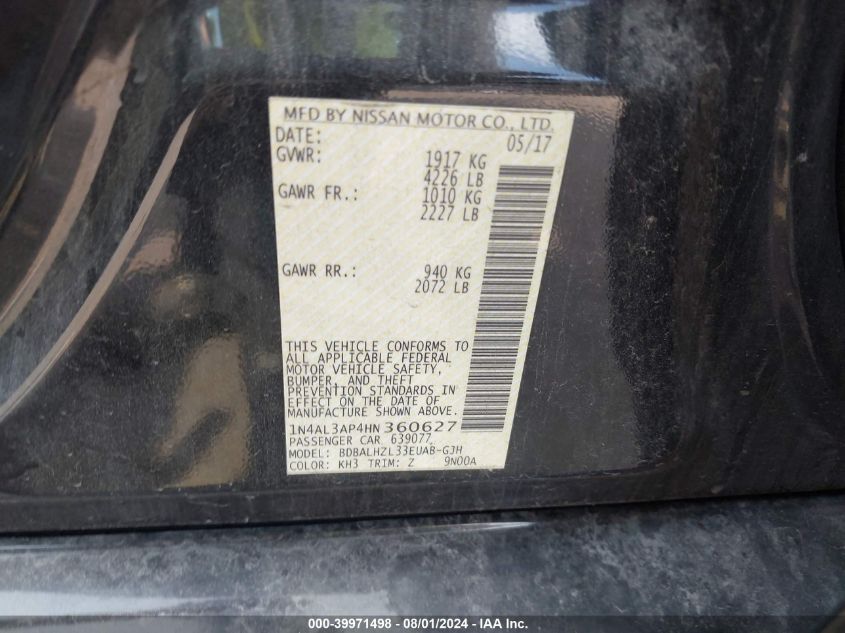 MFD BY NISSAN MOTOR CO., LTD.
DATE: 05/17
GVWR: 1917 KG
4226 LB
GAWR FR.: 1010 KG
2227 LB
GAWR RR.: 940 KG
2072 LB
THIS VEHICLE CONFORMS TO
ALL APPLICABLE FEDERAL
MOTOR VEHICLE SAFETY,
BUMPER, AND THEFT
PREVENTION STANDARDS IN
EFFECT ON THE DATE OF
MANUFACTURE SHOWN ABOVE.
1N4AL3AP4HN360627
PASSENGER CAR 639077
MODEL: BDBALHZL33EUAB-GJH
COLOR: KH3 TRIM: Z 9N00A
000-39971498 - 08/01/2024 - IAA Inc.